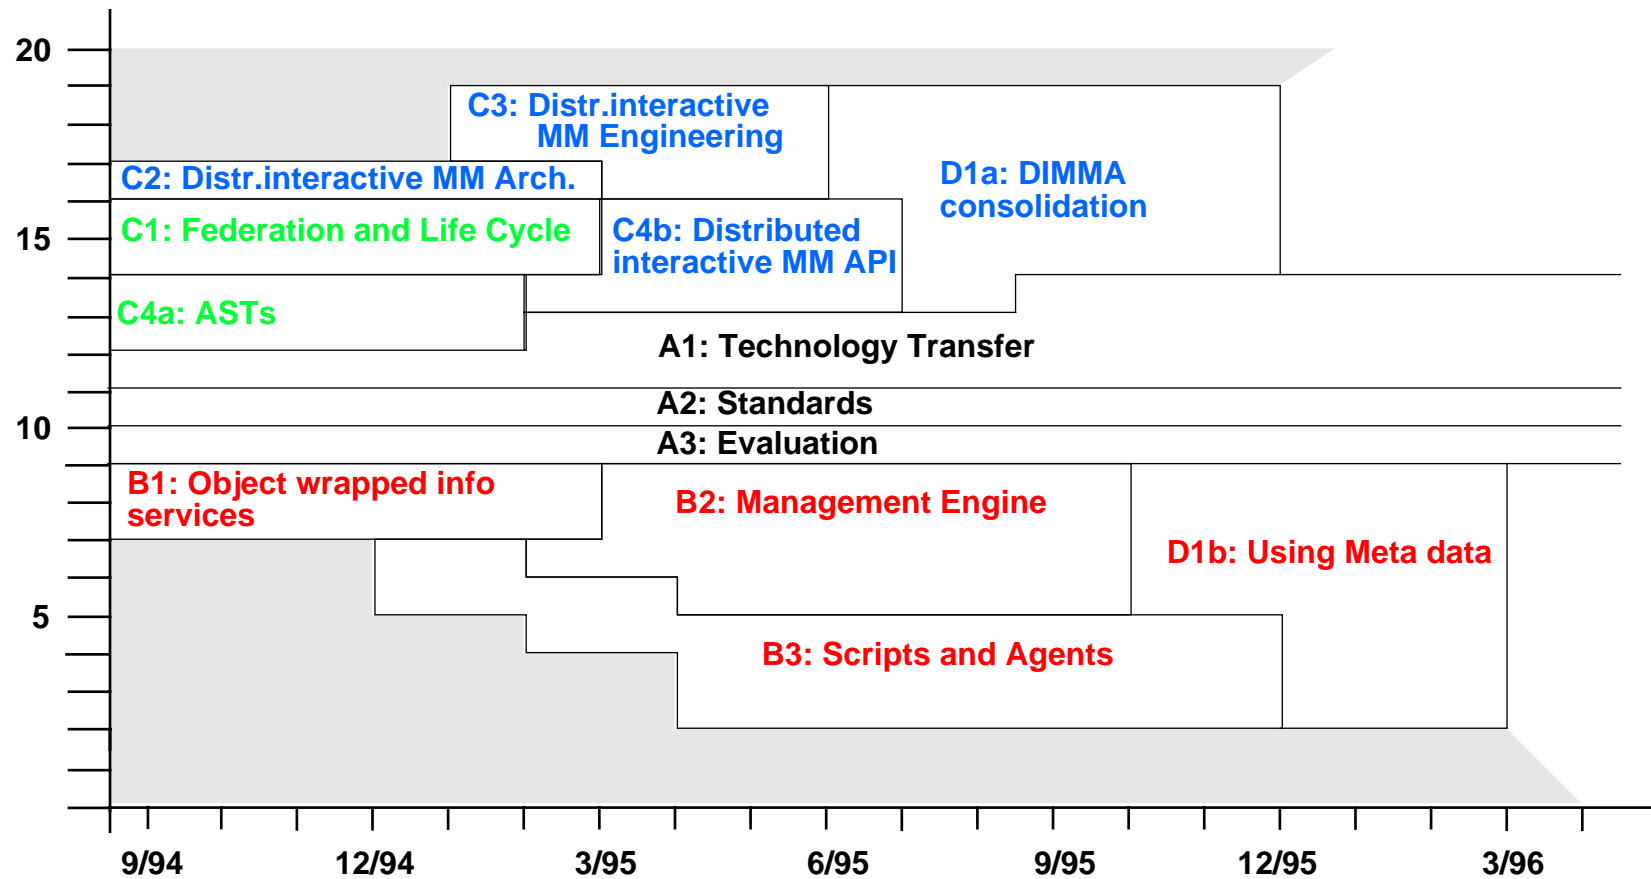 20
C3: Distr.interactive
MM Engineering
C2: Distr.interactive MM Arch.
D1a: DIMMA
consolidation
C1: Federation and Life Cycle
15
C4b: Distributed
interactive MM API
C4a: ASTs
A1: Technology Transfer
A2: Standards
10
A3: Evaluation
B1: Object wrapped info
services
B2: Management Engine
D1b: Using Meta data
5
B3: Scripts and Agents
9/94 12/94 3/95 6/95 9/95 12/95 3/96